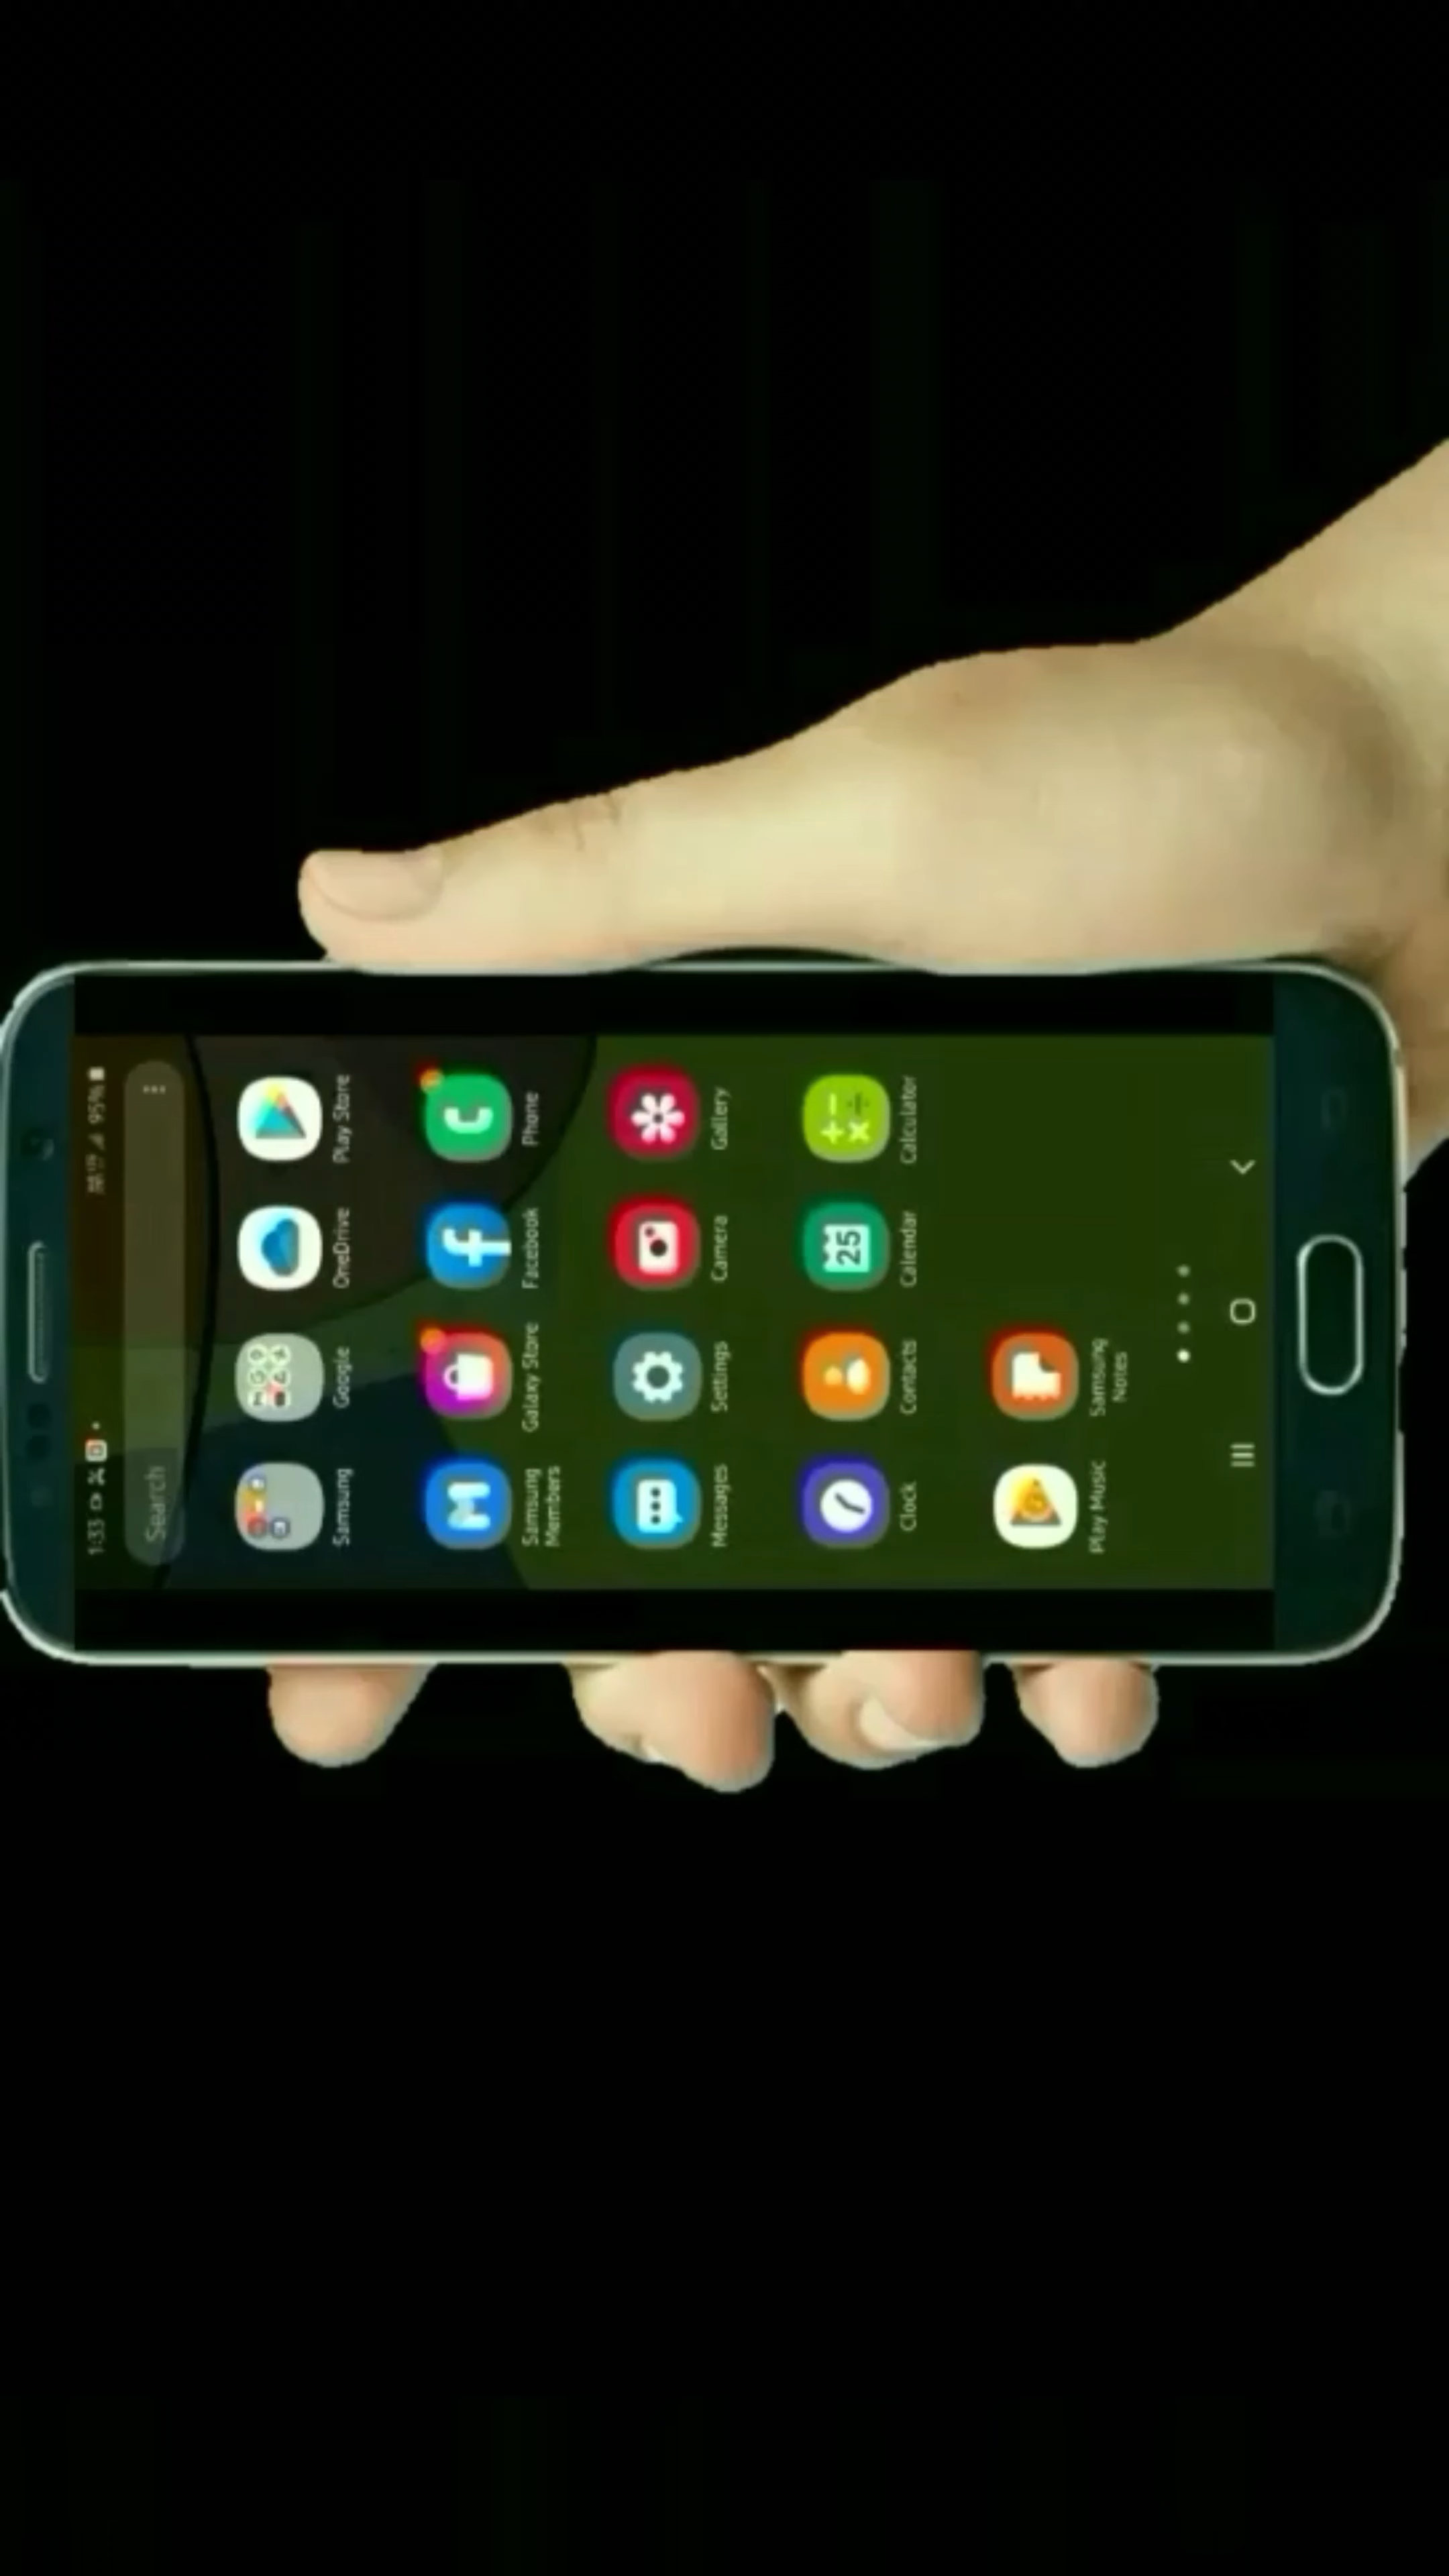 1:33
95%
Search
Samsung Google OneDrive Play Store
Samsung Members Galaxy Store Facebook Phone
Messages Settings Camera Gallery
25
Clock Contacts Calendar Calculator
Play Music Samsung Notes